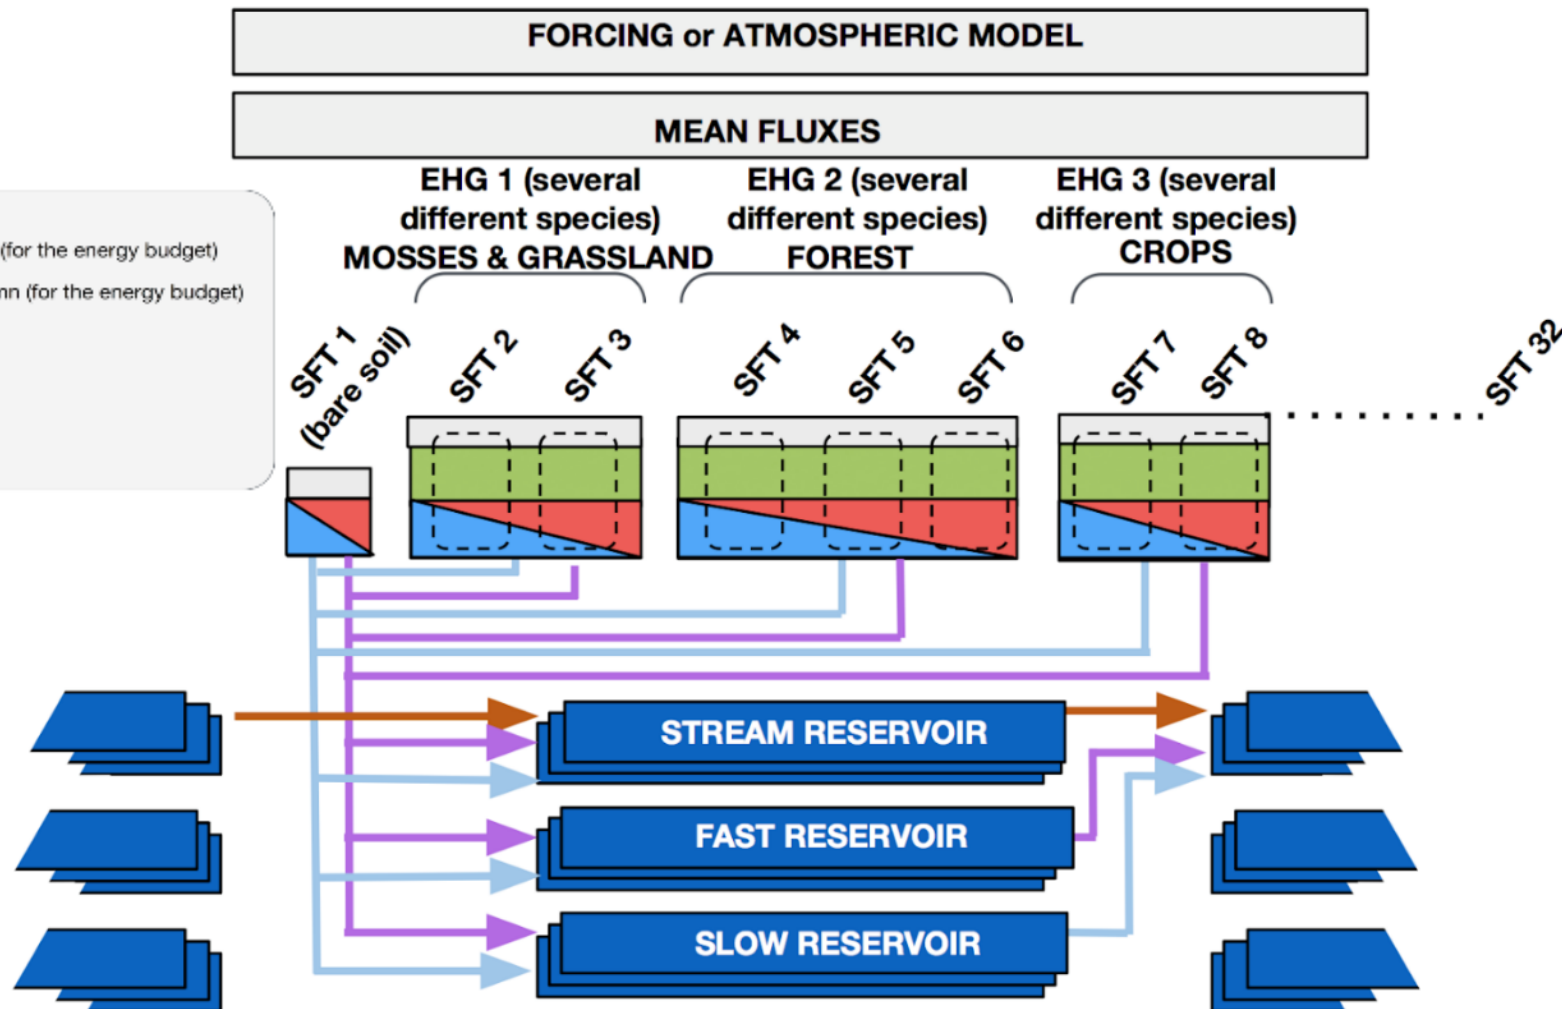 FORCING or ATMOSPHERIC MODEL
MEAN FLUXES
EHG 1 (several
different species)
MOSSES & GRASSLAND
EHG 2 (several
different species)
FOREST
EHG 3 (several
different species)
CROPS
(for the energy budget)
(for the energy budget)
SFT 1
(bare soil)
SFT 2
SFT 3
SFT 4
SFT 5
SFT 6
SFT 7
SFT 8
SFT 32
STREAM RESERVOIR
FAST RESERVOIR
SLOW RESERVOIR